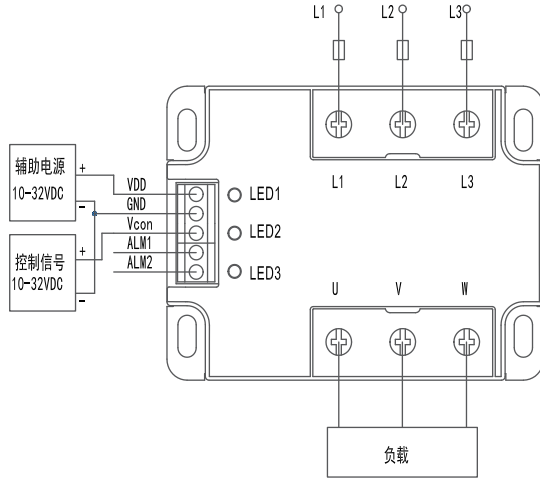 L1 L2 L3
辅助电源
10-32VDC
+
-
控制信号
10-32VDC
+
-
VDD
GND
Vcon
ALM1
ALM2
LED1
LED2
LED3
L1 L2 L3
U V W
负载